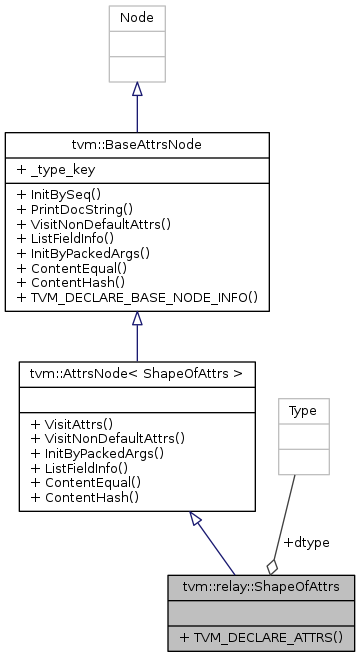 Node
tvm::BaseAttrsNode
+ _type_key
+ InitBySeq()
+ PrintDocString()
+ VisitNonDefaultAttrs()
+ ListFieldInfo()
+ InitByPackedArgs()
+ ContentEqual()
+ ContentHash()
+ TVM_DECLARE_BASE_NODE_INFO()
tvm::AttrsNode< ShapeOfAttrs >
+ VisitAttrs()
+ VisitNonDefaultAttrs()
+ InitByPackedArgs()
+ ListFieldInfo()
+ ContentEqual()
+ ContentHash()
Type
+dtype
tvm::relay::ShapeOfAttrs
+ TVM_DECLARE_ATTRS()